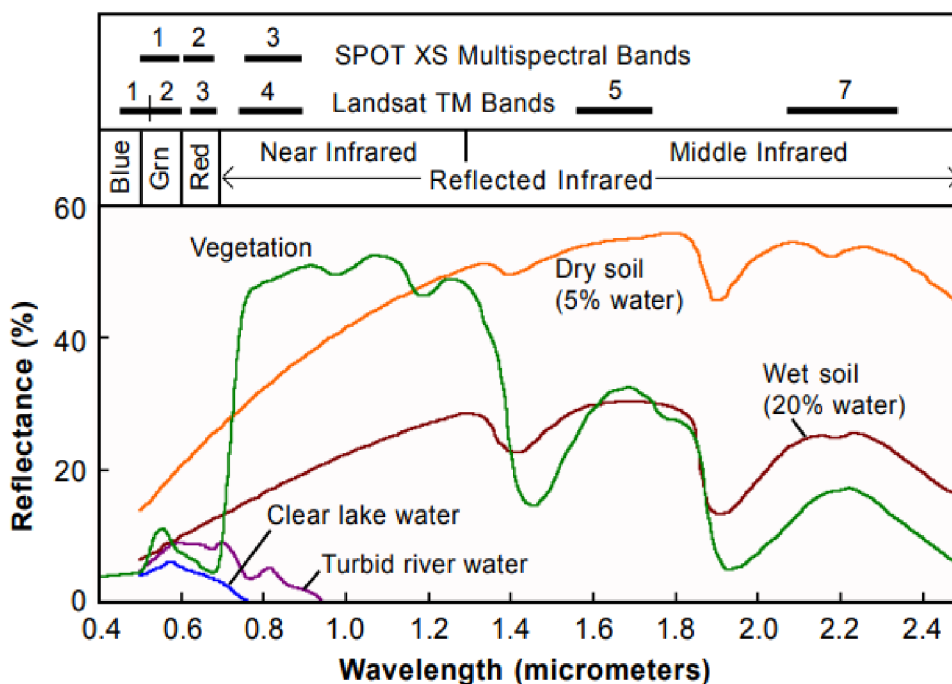 1 2 3
SPOT XS Multispectral Bands
1 2 3 4 5 7
Landsat TM Bands
Blue
Grn
Red
Near Infrared
Middle Infrared
Reflected Infrared
60
40
20
0
Reflectance (%)
Vegetation
Dry soil
(5% water)
Wet soil
(20% water)
Clear lake water
Turbid river water
0.4 0.6 0.8 1.0 1.2 1.4 1.6 1.8 2.0 2.2 2.4
Wavelength (micrometers)